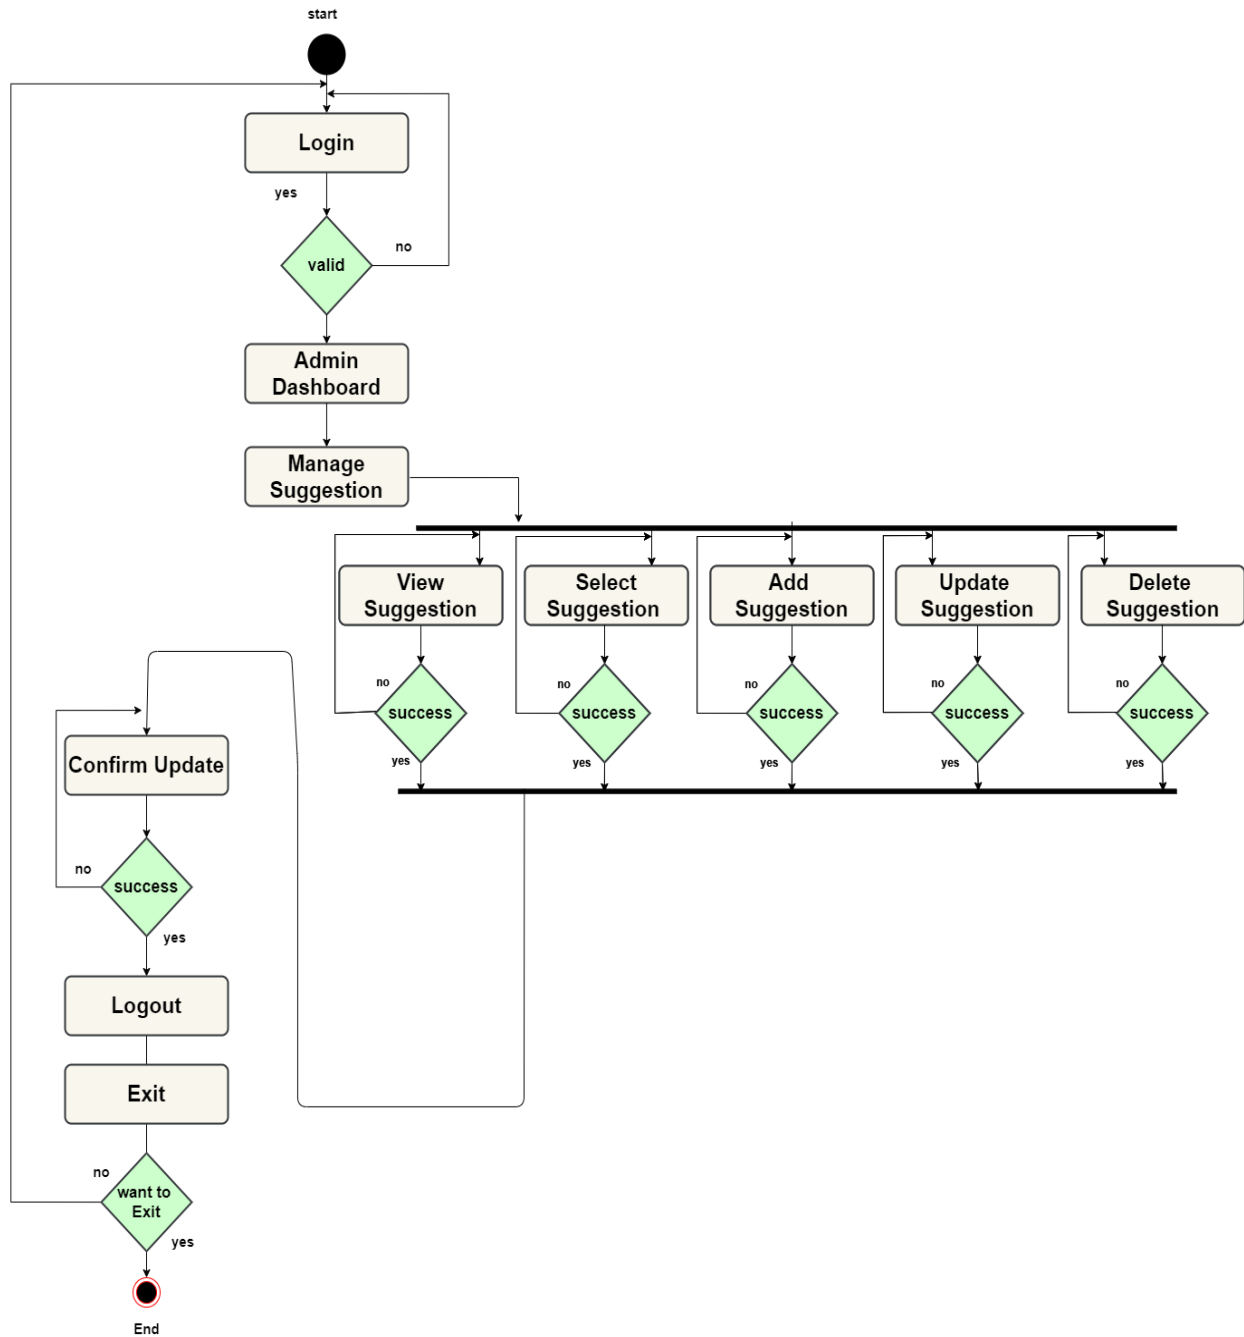 start
Login
yes
valid
no
Admin
Dashboard
Manage
Suggestion
View
Suggestion
Select
Suggestion
Add
Suggestion
Update
Suggestion
Delete
Suggestion
no
success
yes
no
success
yes
no
success
yes
no
success
yes
no
success
yes
Confirm Update
no
success
yes
Logout
Exit
no
want to
Exit
yes
End